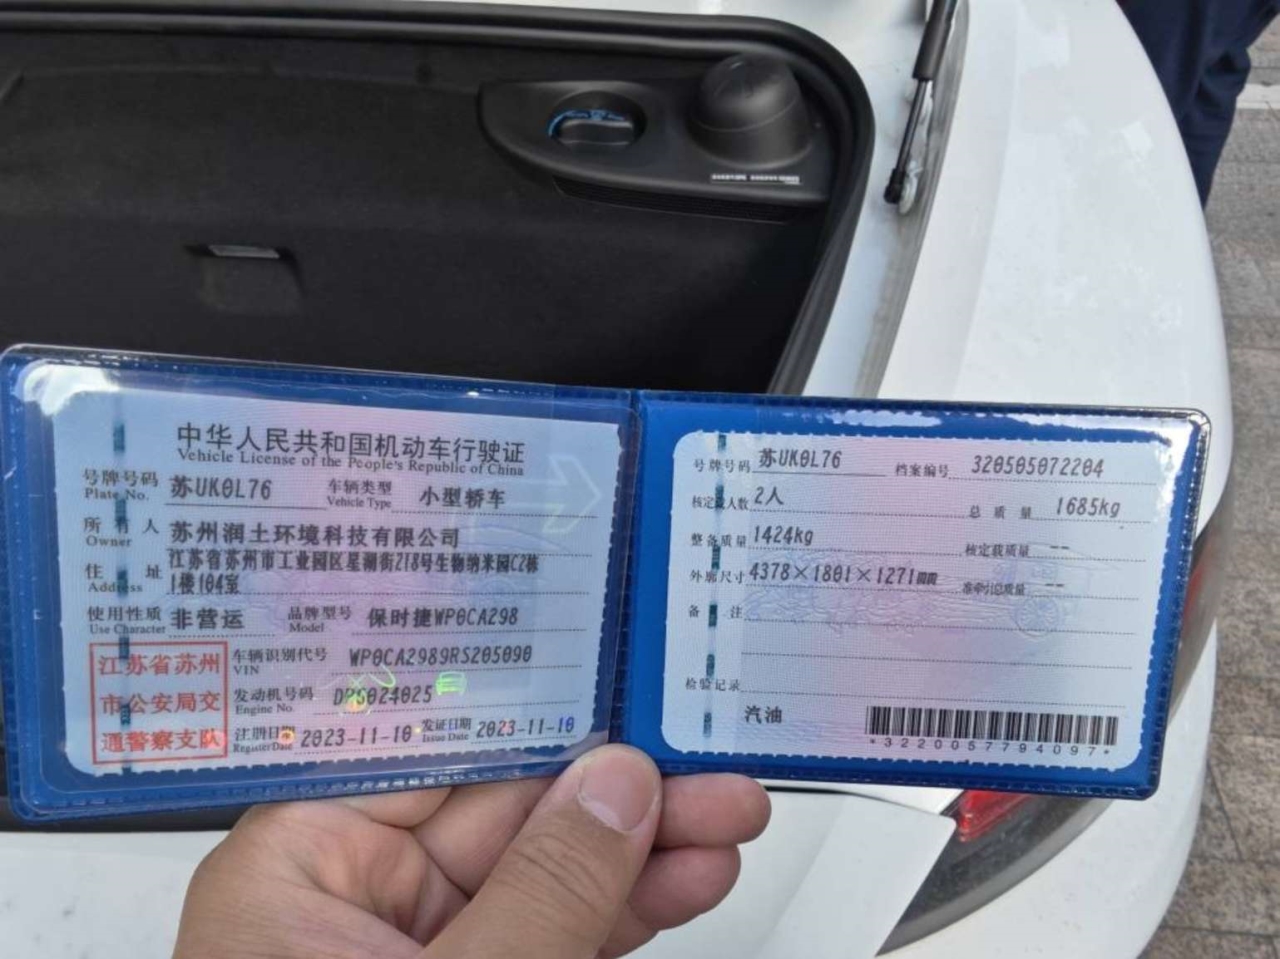 中华人民共和国机动车行驶证
Vehicle License of the People's Republic of China
号牌号码 苏UK0L76 车辆类型 小型轿车
Plate No. Vehicle Type
所有人 苏州润土环境科技有限公司
Owner
住址 江苏省苏州市工业园区星湖街218号生物纳米园C2栋
Address 1楼104室
使用性质 非营运 品牌型号 保时捷WP0CA298
Use Character Model
江苏省苏州
市公安局交
通警察支队
车辆识别代号 WP0CA2989RS205090
VIN
发动机号码 DPS024025
Engine No.
注册日期 2023-11-10 发证日期 2023-11-10
Register Date Issue Date
号牌号码 苏UK0L76 档案编号 320505072204
核定载人数 2人 总质量 1685kg
整备质量 1424kg 核定载质量 --
外廓尺寸 4378×1801×1271mm 准牵引总质量 --
备注
检验记录
汽油
*3220057794097*